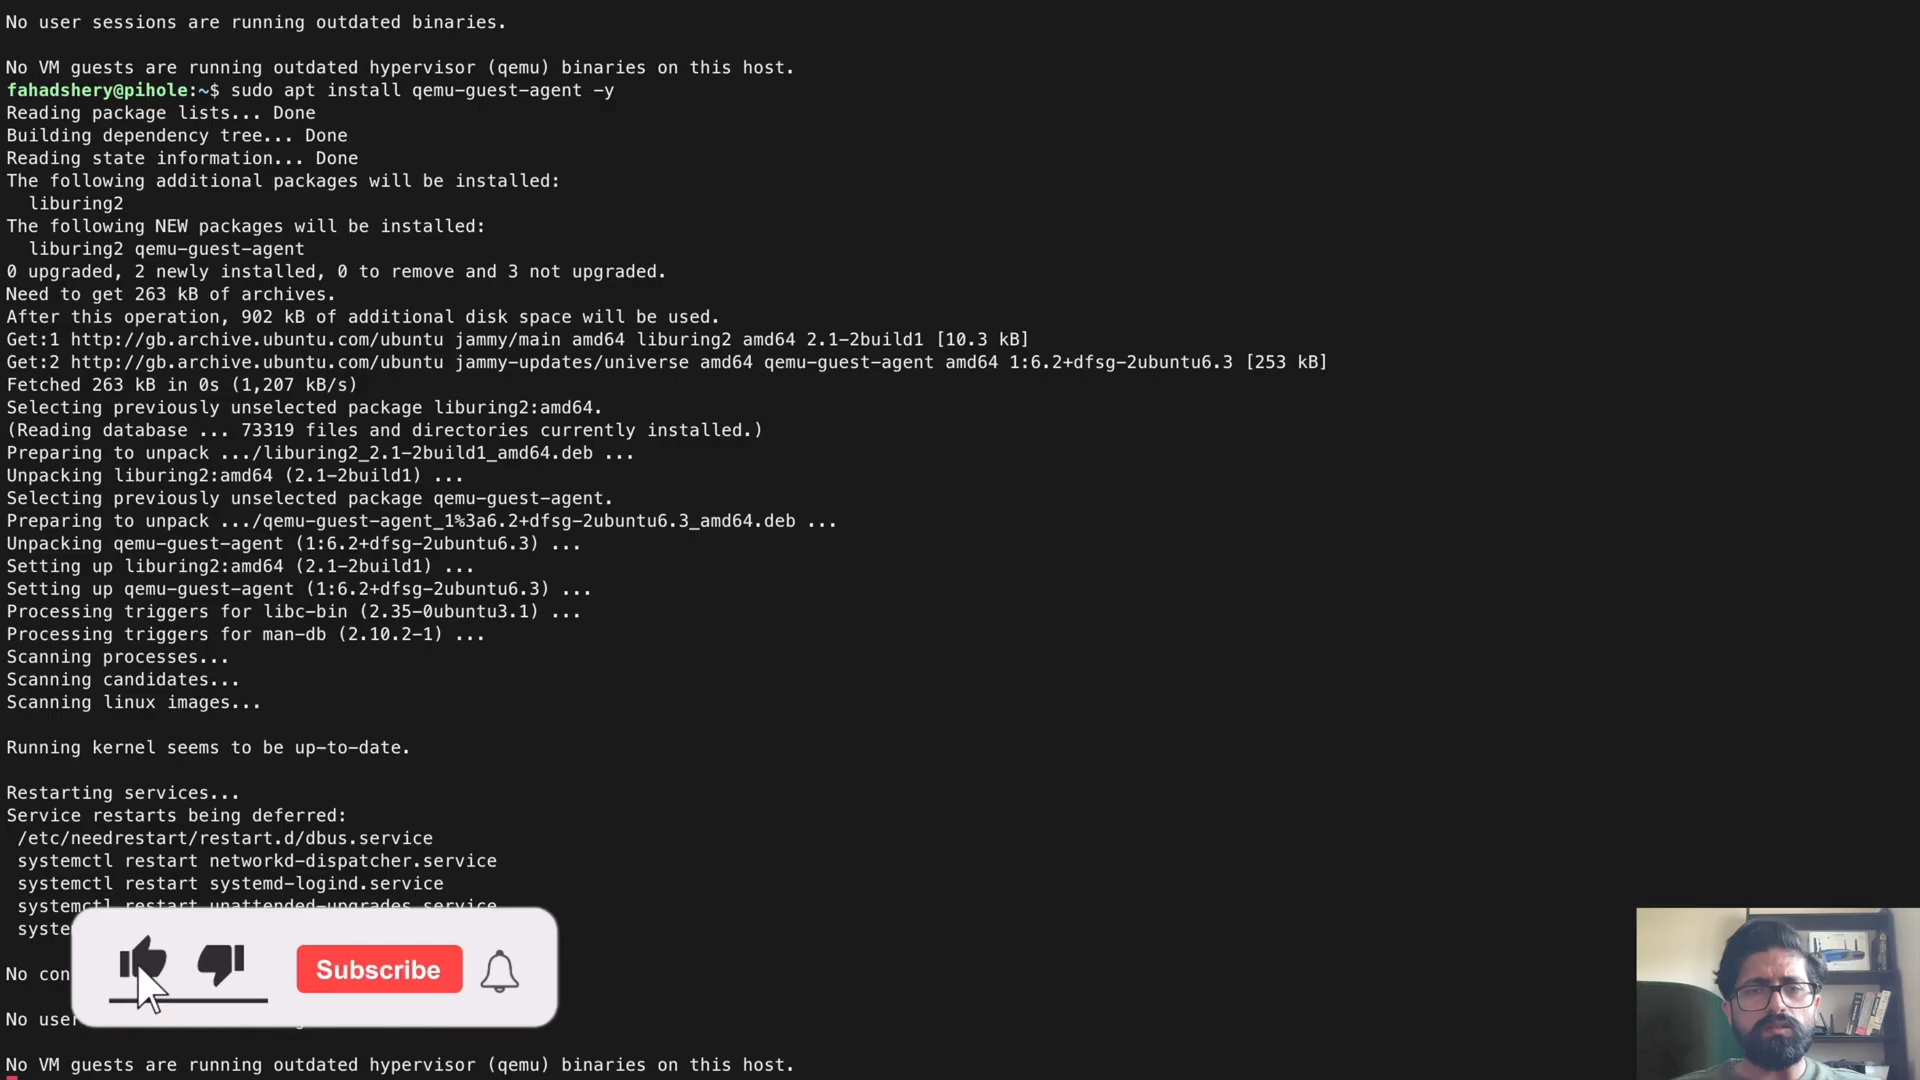 No user sessions are running outdated binaries.
No VM guests are running outdated hypervisor (qemu) binaries on this host.
fahadshery@pihole:~$ sudo apt install qemu-guest-agent -y
Reading package lists... Done
Building dependency tree... Done
Reading state information... Done
The following additional packages will be installed:
liburing2
The following NEW packages will be installed:
liburing2 qemu-guest-agent
0 upgraded, 2 newly installed, 0 to remove and 3 not upgraded.
Need to get 263 kB of archives.
After this operation, 902 kB of additional disk space will be used.
Get:1 http://gb.archive.ubuntu.com/ubuntu jammy/main amd64 liburing2 amd64 2.1-2build1 [10.3 kB]
Get:2 http://gb.archive.ubuntu.com/ubuntu jammy-updates/universe amd64 qemu-guest-agent amd64 1:6.2+dfsg-2ubuntu6.3 [253 kB]
Fetched 263 kB in 0s (1,207 kB/s)
Selecting previously unselected package liburing2:amd64.
(Reading database ... 73319 files and directories currently installed.)
Preparing to unpack .../liburing2_2.1-2build1_amd64.deb ...
Unpacking liburing2:amd64 (2.1-2build1) ...
Selecting previously unselected package qemu-guest-agent.
Preparing to unpack .../qemu-guest-agent_1%3a6.2+dfsg-2ubuntu6.3_amd64.deb ...
Unpacking qemu-guest-agent (1:6.2+dfsg-2ubuntu6.3) ...
Setting up liburing2:amd64 (2.1-2build1) ...
Setting up qemu-guest-agent (1:6.2+dfsg-2ubuntu6.3) ...
Processing triggers for libc-bin (2.35-0ubuntu3.1) ...
Processing triggers for man-db (2.10.2-1) ...
Scanning processes...
Scanning candidates...
Scanning linux images...
Running kernel seems to be up-to-date.
Restarting services...
Service restarts being deferred:
/etc/needrestart/restart.d/dbus.service
systemctl restart networkd-dispatcher.service
systemctl restart systemd-logind.service
systemctl restart unattended-upgrades.service
syste
No con
Subscribe
No user
No VM guests are running outdated hypervisor (qemu) binaries on this host.